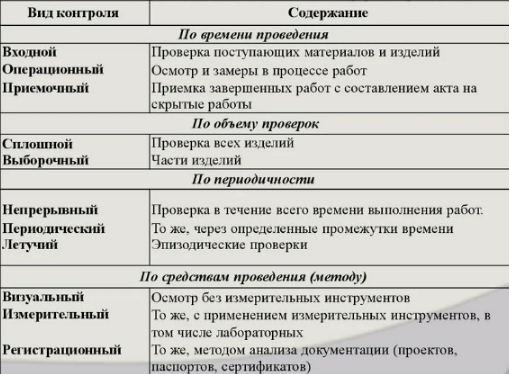 Вид контроля Содержание
По времени проведения
Входной Проверка поступающих материалов и изделий
Операционный Осмотр и замеры в процессе работ
Приемочный Приемка завершенных работ с составлением акта на
скрытые работы
По объему проверок
Сплошной Проверка всех изделий
Выборочный Части изделий
По периодичности
Непрерывный Проверка в течение всего времени выполнения работ.
Периодический То же, через определенные промежутки времени
Летучий Эпизодические проверки
По средствам проведения (методу)
Визуальный Осмотр без измерительных инструментов
Измерительный То же, с применением измерительных инструментов, в
том числе лабораторных
Регистрационный То же, методом анализа документации (проектов,
паспортов, сертификатов)